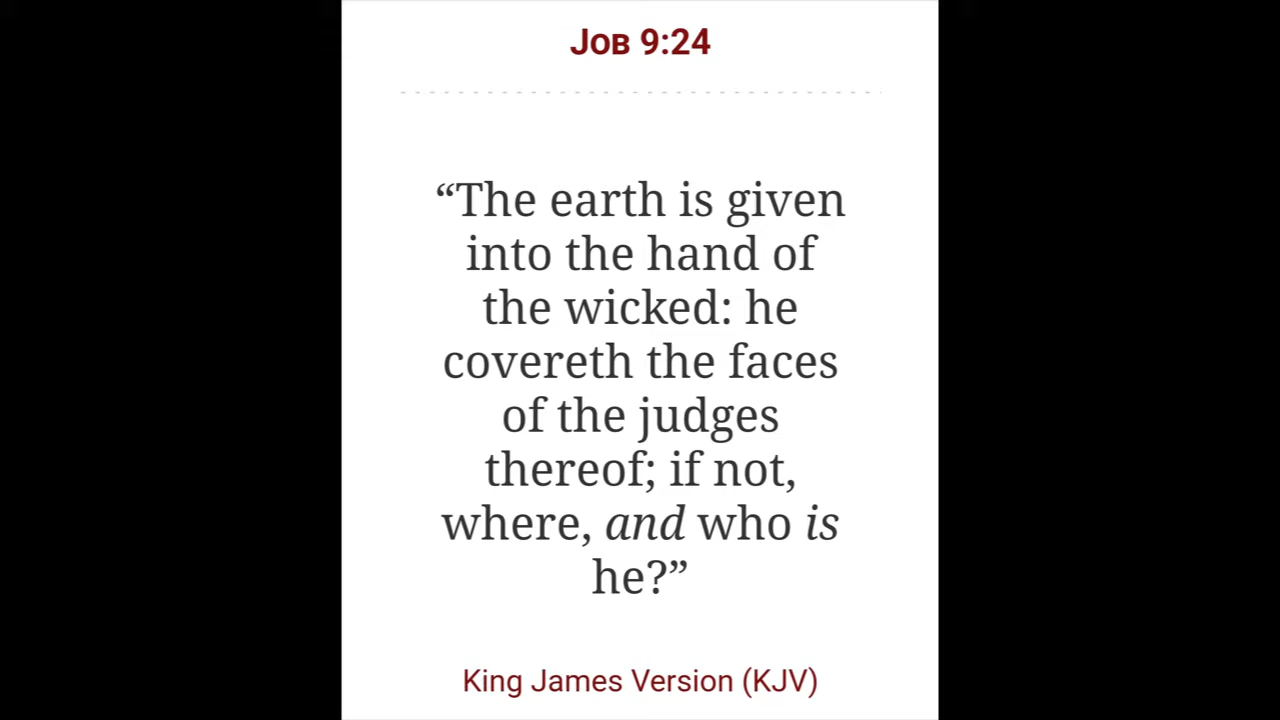 Job 9:24
“The earth is given
into the hand of
the wicked: he
covereth the faces
of the judges
thereof; if not,
where, and who is
he?”
King James Version (KJV)